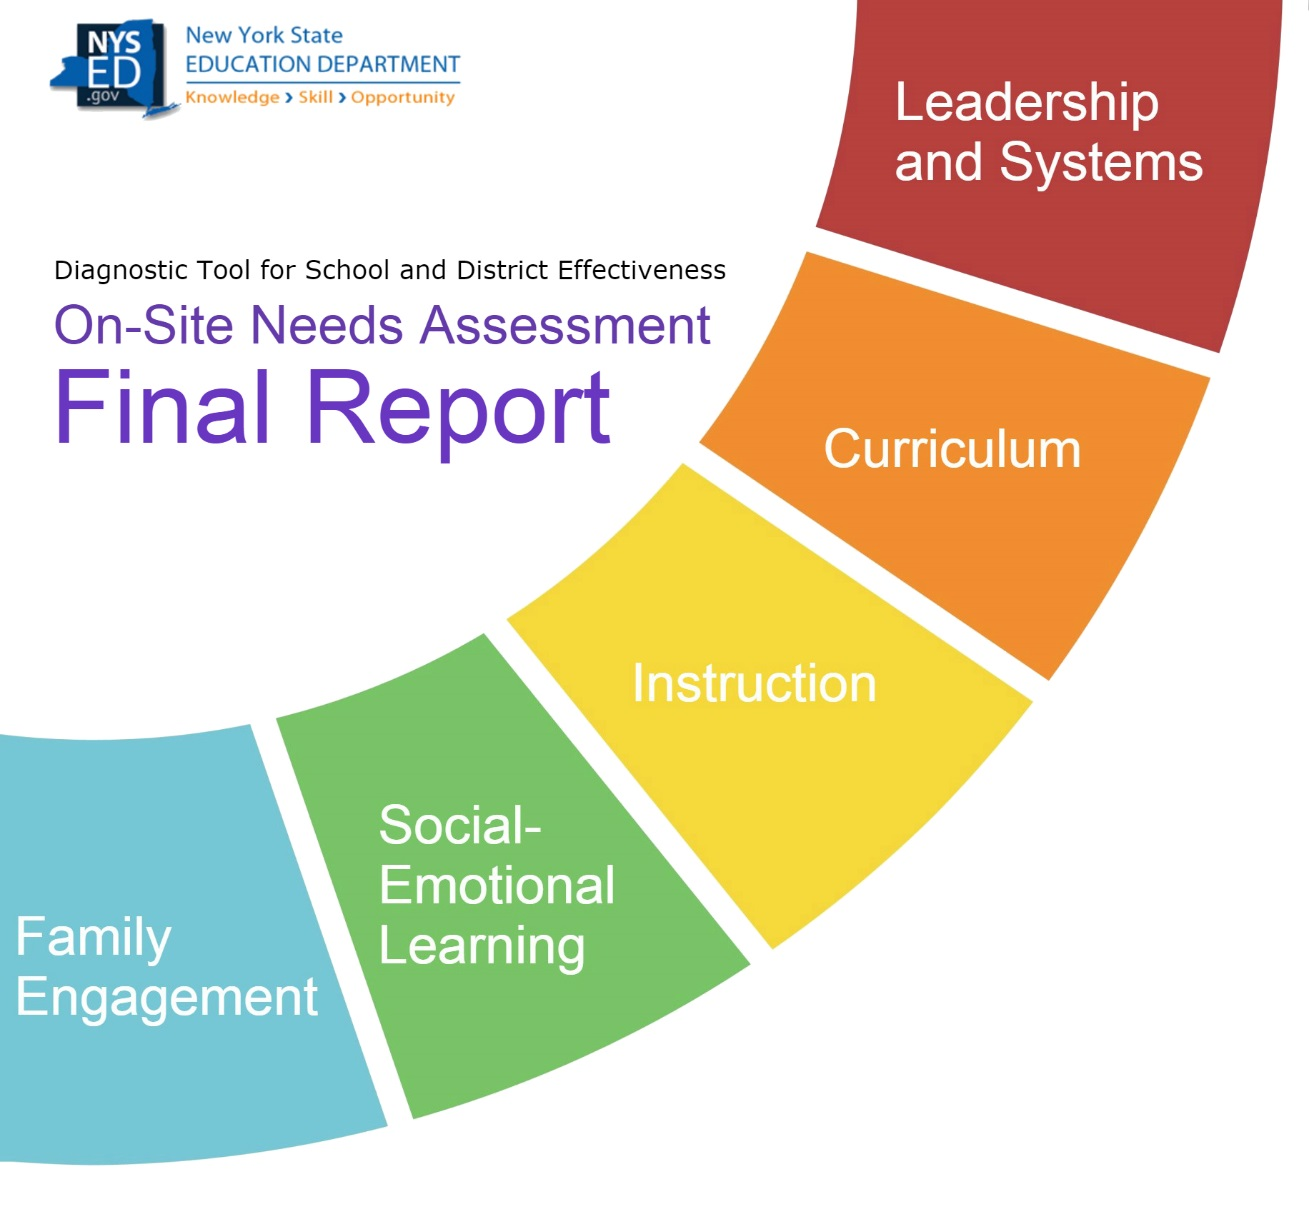 NYS
ED
.gov
New York State
EDUCATION DEPARTMENT
Knowledge › Skill › Opportunity
Diagnostic Tool for School and District Effectiveness
On-Site Needs Assessment
Final Report
Leadership
and Systems
Curriculum
Instruction
Social-
Emotional
Learning
Family
Engagement